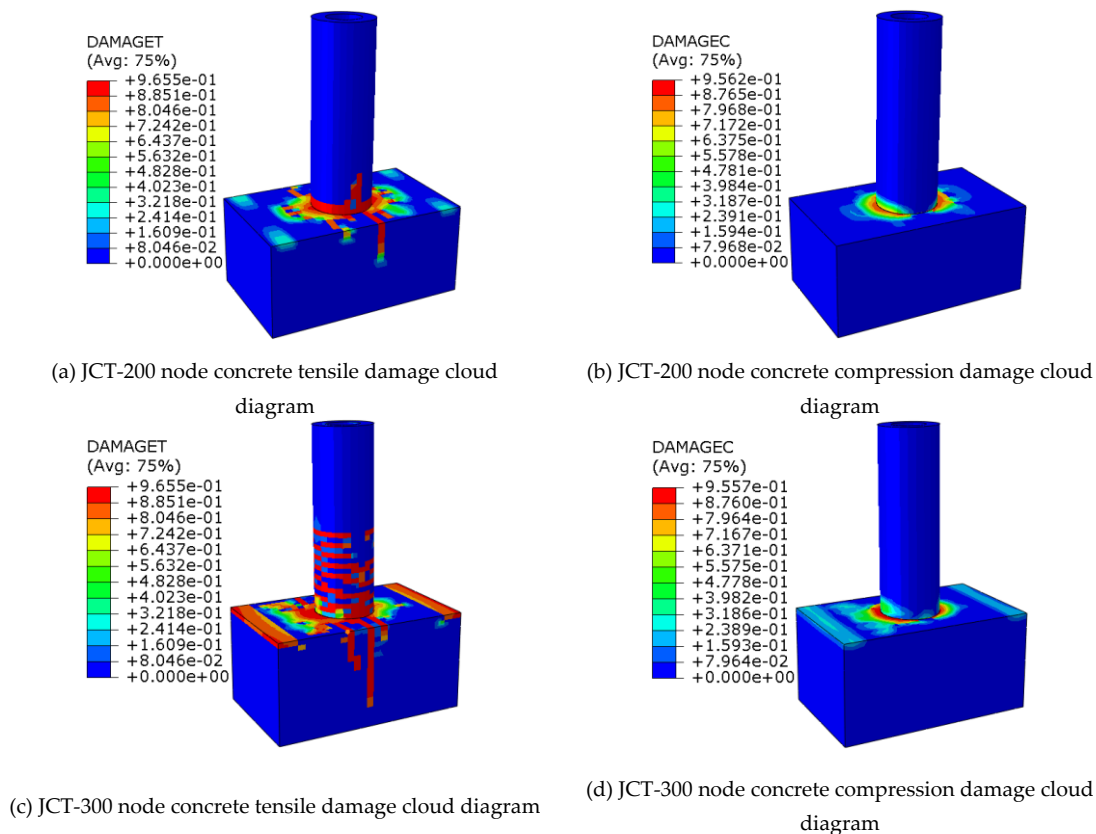 DAMAGET
(Avg: 75%)
+9.655e-01
+8.851e-01
+8.046e-01
+7.242e-01
+6.437e-01
+5.632e-01
+4.828e-01
+4.023e-01
+3.218e-01
+2.414e-01
+1.609e-01
+8.046e-02
+0.000e+00
DAMAGEC
(Avg: 75%)
+9.562e-01
+8.765e-01
+7.968e-01
+7.172e-01
+6.375e-01
+5.578e-01
+4.781e-01
+3.984e-01
+3.187e-01
+2.391e-01
+1.594e-01
+7.968e-02
+0.000e+00
(a) JCT-200 node concrete tensile damage cloud
diagram
(b) JCT-200 node concrete compression damage cloud
diagram
DAMAGET
(Avg: 75%)
+9.655e-01
+8.851e-01
+8.046e-01
+7.242e-01
+6.437e-01
+5.632e-01
+4.828e-01
+4.023e-01
+3.218e-01
+2.414e-01
+1.609e-01
+8.046e-02
+0.000e+00
DAMAGEC
(Avg: 75%)
+9.557e-01
+8.760e-01
+7.964e-01
+7.167e-01
+6.371e-01
+5.575e-01
+4.778e-01
+3.982e-01
+3.186e-01
+2.389e-01
+1.593e-01
+7.964e-02
+0.000e+00
(c) JCT-300 node concrete tensile damage cloud diagram
(d) JCT-300 node concrete compression damage cloud
diagram